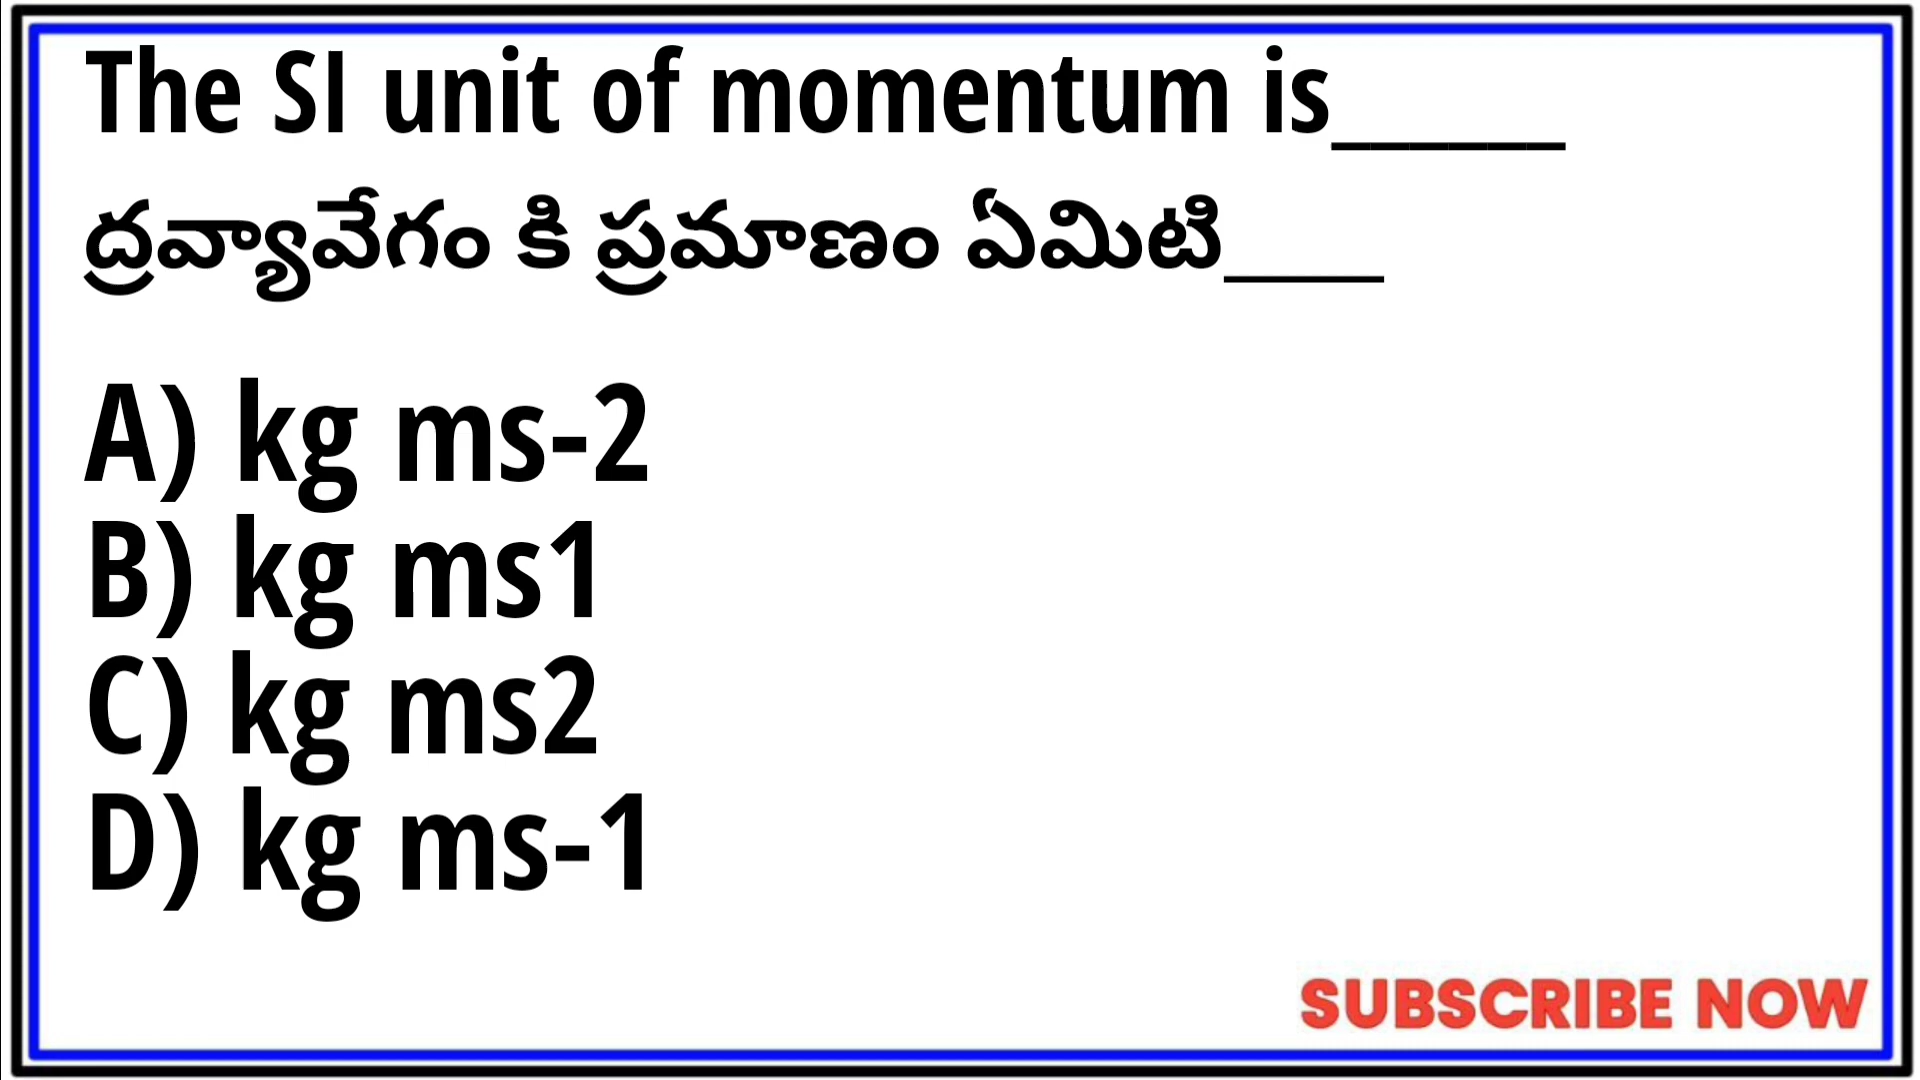 The SI unit of momentum is______
ద్రవ్యావేగం కి ప్రమాణం ఏమిటి____
A) kg ms-2
B) kg ms1
C) kg ms2
D) kg ms-1
SUBSCRIBE NOW